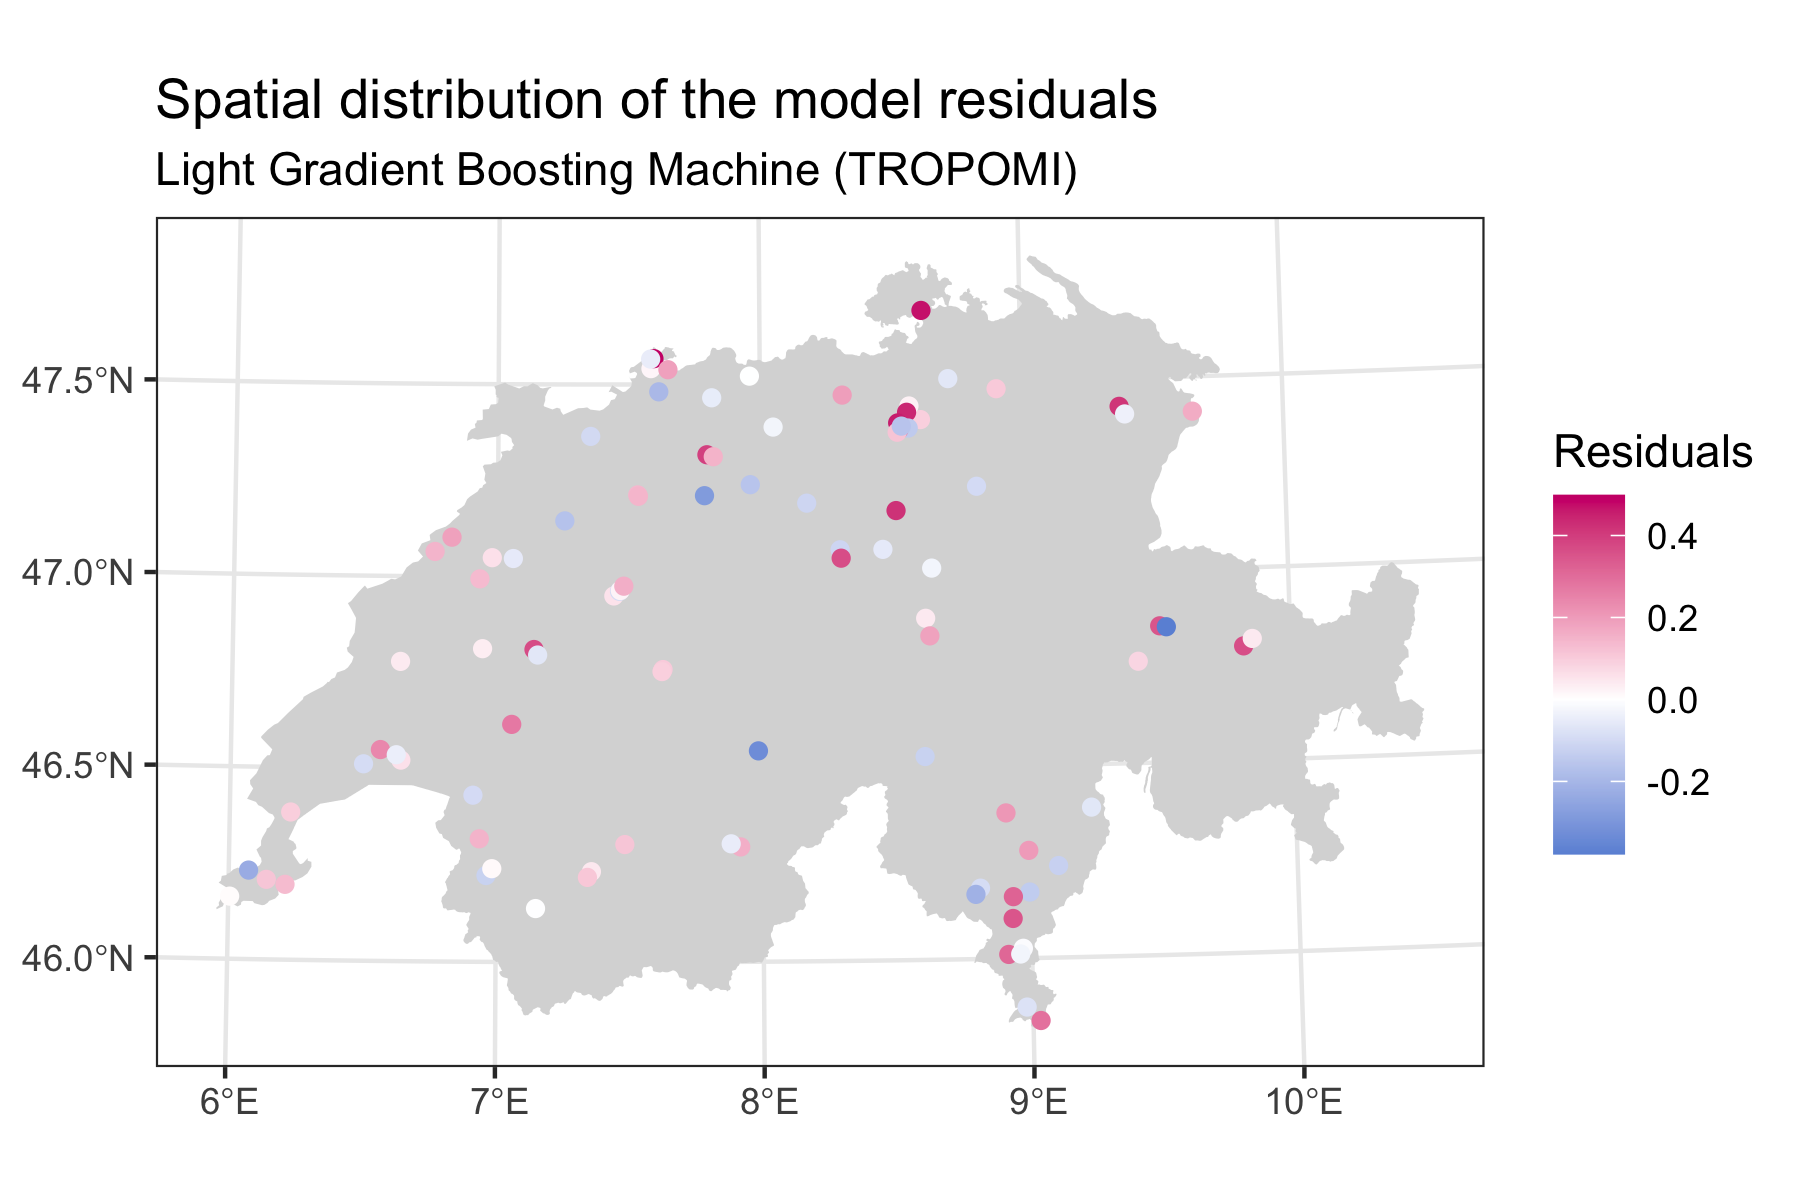 Spatial distribution of the model residuals
Light Gradient Boosting Machine (TROPOMI)
47.5°N
47.0°N
46.5°N
46.0°N
6°E
7°E
8°E
9°E
10°E
Residuals
0.4
0.2
0.0
-0.2